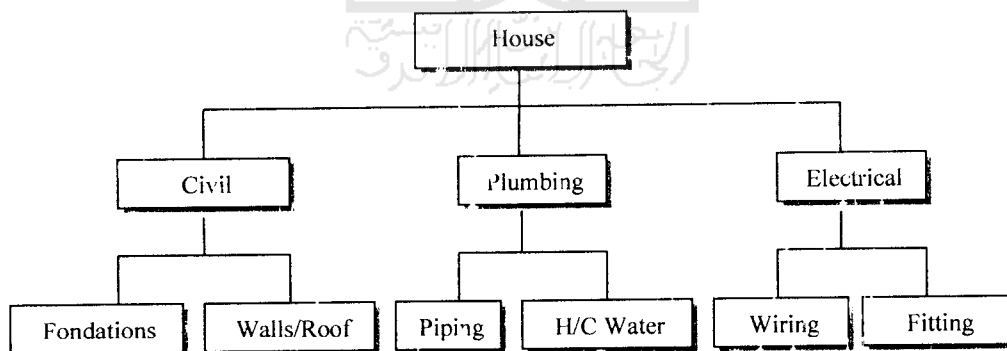 House
Civil
Plumbing
Electrical
Fondations
Walls/Roof
Piping
H/C Water
Wiring
Fitting